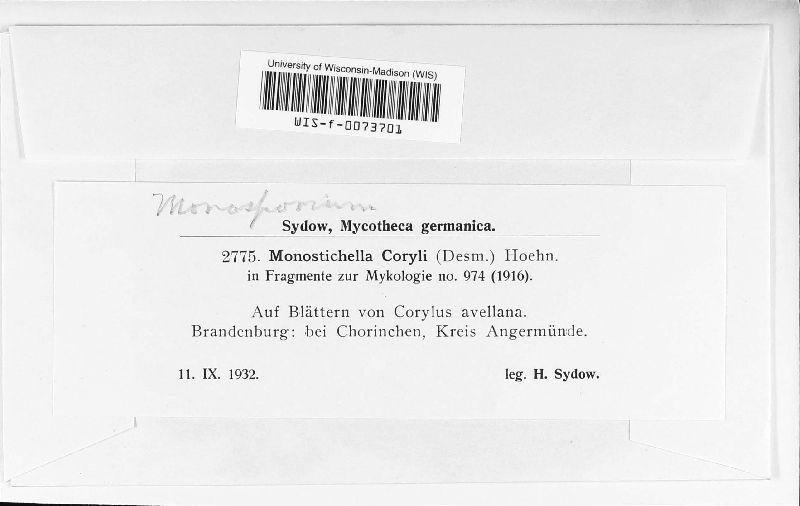 University of Wisconsin-Madison (WIS)
WIS-f-0073701
Monosporium
Sydow, Mycotheca germanica.
2775. Monostichella Coryli (Desm.) Hoehn.
in Fragmente zur Mykologie no. 974 (1916).
Auf Blättern von Corylus avellana.
Brandenburg: bei Chorinchen, Kreis Angermünde.
11. IX. 1932. leg. H. Sydow.